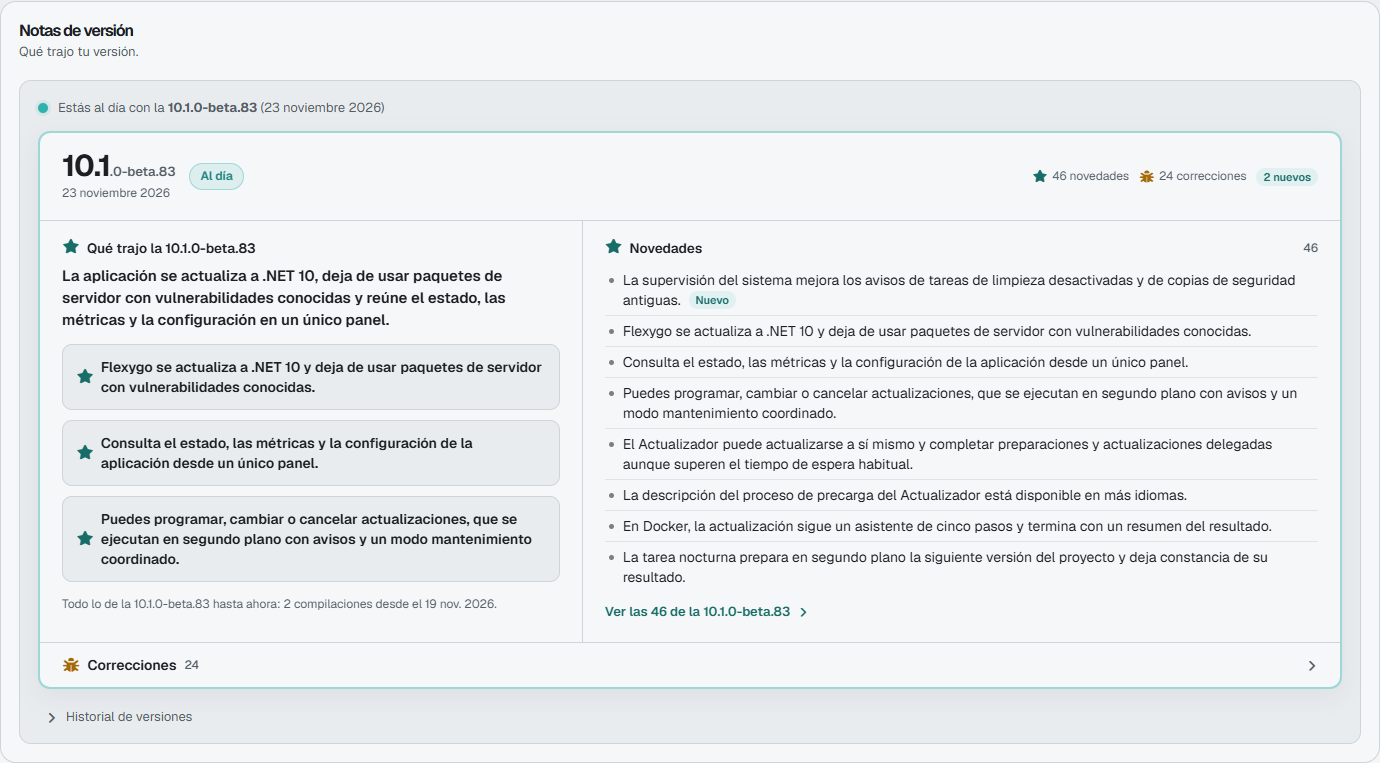 Notas de versión
Qué trajo tu versión.
Estás al día con la 10.1.0-beta.83 (23 noviembre 2026)
10.1.0-beta.83
Al día
23 noviembre 2026
46 novedades
24 correcciones
2 nuevos
Qué trajo la 10.1.0-beta.83
La aplicación se actualiza a .NET 10, deja de usar paquetes de
servidor con vulnerabilidades conocidas y reúne el estado, las
métricas y la configuración en un único panel.
Flexygo se actualiza a .NET 10 y deja de usar paquetes de servidor
con vulnerabilidades conocidas.
Consulta el estado, las métricas y la configuración de la
aplicación desde un único panel.
Puedes programar, cambiar o cancelar actualizaciones, que se
ejecutan en segundo plano con avisos y un modo mantenimiento
coordinado.
Todo lo de la 10.1.0-beta.83 hasta ahora: 2 compilaciones desde el 19 nov. 2026.
Novedades
46
La supervisión del sistema mejora los avisos de tareas de limpieza desactivadas y de copias de seguridad
antiguas. Nuevo
Flexygo se actualiza a .NET 10 y deja de usar paquetes de servidor con vulnerabilidades conocidas.
Consulta el estado, las métricas y la configuración de la aplicación desde un único panel.
Puedes programar, cambiar o cancelar actualizaciones, que se ejecutan en segundo plano con avisos y un
modo mantenimiento coordinado.
El Actualizador puede actualizarse a sí mismo y completar preparaciones y actualizaciones delegadas
aunque superen el tiempo de espera habitual.
La descripción del proceso de precarga del Actualizador está disponible en más idiomas.
En Docker, la actualización sigue un asistente de cinco pasos y termina con un resumen del resultado.
La tarea nocturna prepara en segundo plano la siguiente versión del proyecto y deja constancia de su
resultado.
Ver las 46 de la 10.1.0-beta.83
Correcciones 24
Historial de versiones